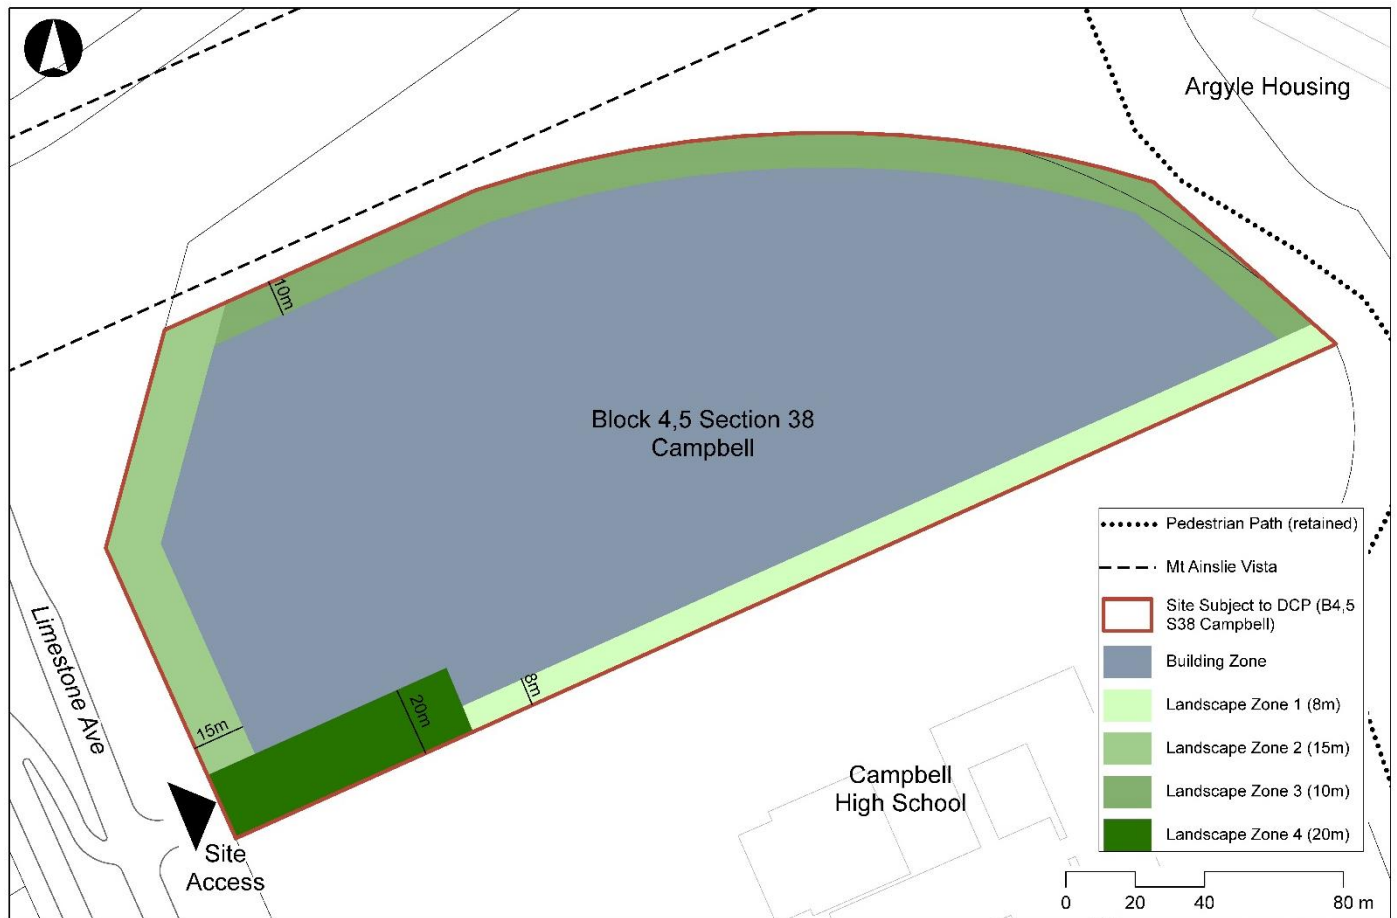 Argyle Housing
10m
Block 4,5 Section 38
Campbell
Limestone Ave
15m
20m
8m
Campbell
High School
Site
Access
Pedestrian Path (retained)
Mt Ainslie Vista
Site Subject to DCP (B4,5
S38 Campbell)
Building Zone
Landscape Zone 1 (8m)
Landscape Zone 2 (15m)
Landscape Zone 3 (10m)
Landscape Zone 4 (20m)
0 20 40 80 m